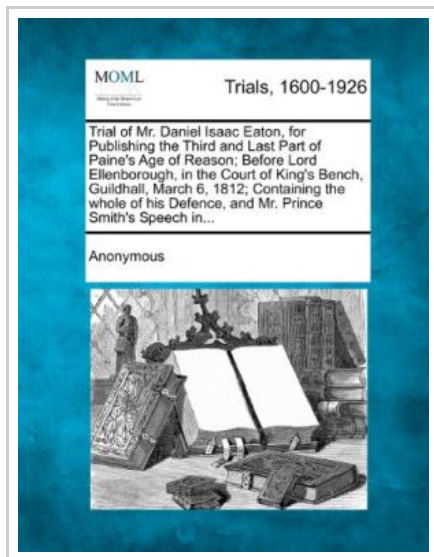 MOML
Trials, 1600-1926
Trial of Mr. Daniel Isaac Eaton, for
Publishing the Third and Last Part of
Paine's Age of Reason; Before Lord
Ellenborough, in the Court of King's Bench,
Guildhall, March 6, 1812; Containing the
whole of his Defence, and Mr. Prince
Smith's Speech in...
Anonymous